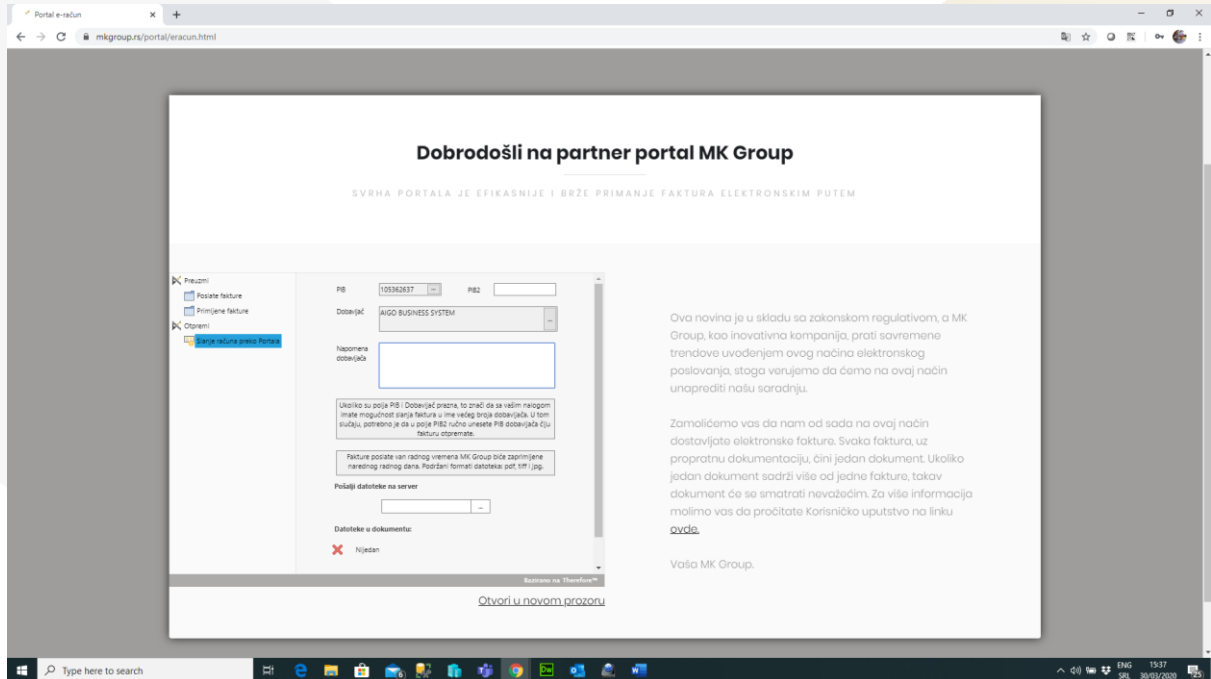 Portal e-račun
mkgroup.rs/portal/eracun.html
Dobrodošli na partner portal MK Group
SVRHA PORTALA JE EFIKASNIJE I BRŽE PRIMANJE FAKTURA ELEKTRONSKIM PUTEM
Preuzmi
Poslate fakture
Primljene fakture
Otpremi
Slanje računa preko Portala
PIB
105362637
...
PIB2
Dobavljač
AIGO BUSINESS SYSTEM
...
Napomena
dobavljača
Ukoliko su polja PIB i Dobavljač prazna, to znači da sa vašim nalogom
imate mogućnost slanja faktura u ime većeg broja dobavljača. U tom
slučaju, potrebno je da u polje PIB2 ručno unesete PIB dobavljača čiju
fakturu otpremate.
Fakture poslate van radnog vremena MK Group biće zaprimljene
narednog radnog dana. Podržani formati datoteka: pdf, tiff i jpg.
Pošalji datoteke na server
...
Datoteke u dokumentu:
Nijedan
Bazirano na Therefore™
Otvori u novom prozoru
Ova novina je u skladu sa zakonskom regulativom, a MK
Group, kao inovativna kompanija, prati savremene
trendove uvođenjem ovog načina elektronskog
poslovanja, stoga verujemo da ćemo na ovaj način
unaprediti našu saradnju.
Zamolićemo vas da nam od sada na ovaj način
dostavljate elektronske fakture. Svaka faktura, uz
propratnu dokumentaciju, čini jedan dokument. Ukoliko
jedan dokument sadrži više od jedne fakture, takav
dokument će se smatrati nevažećim. Za više informacija
molimo vas da pročitate Korisničko uputstvo na linku
ovde.
Vaša MK Group.
Type here to search
ENG
SRL
15:37
30/03/2020